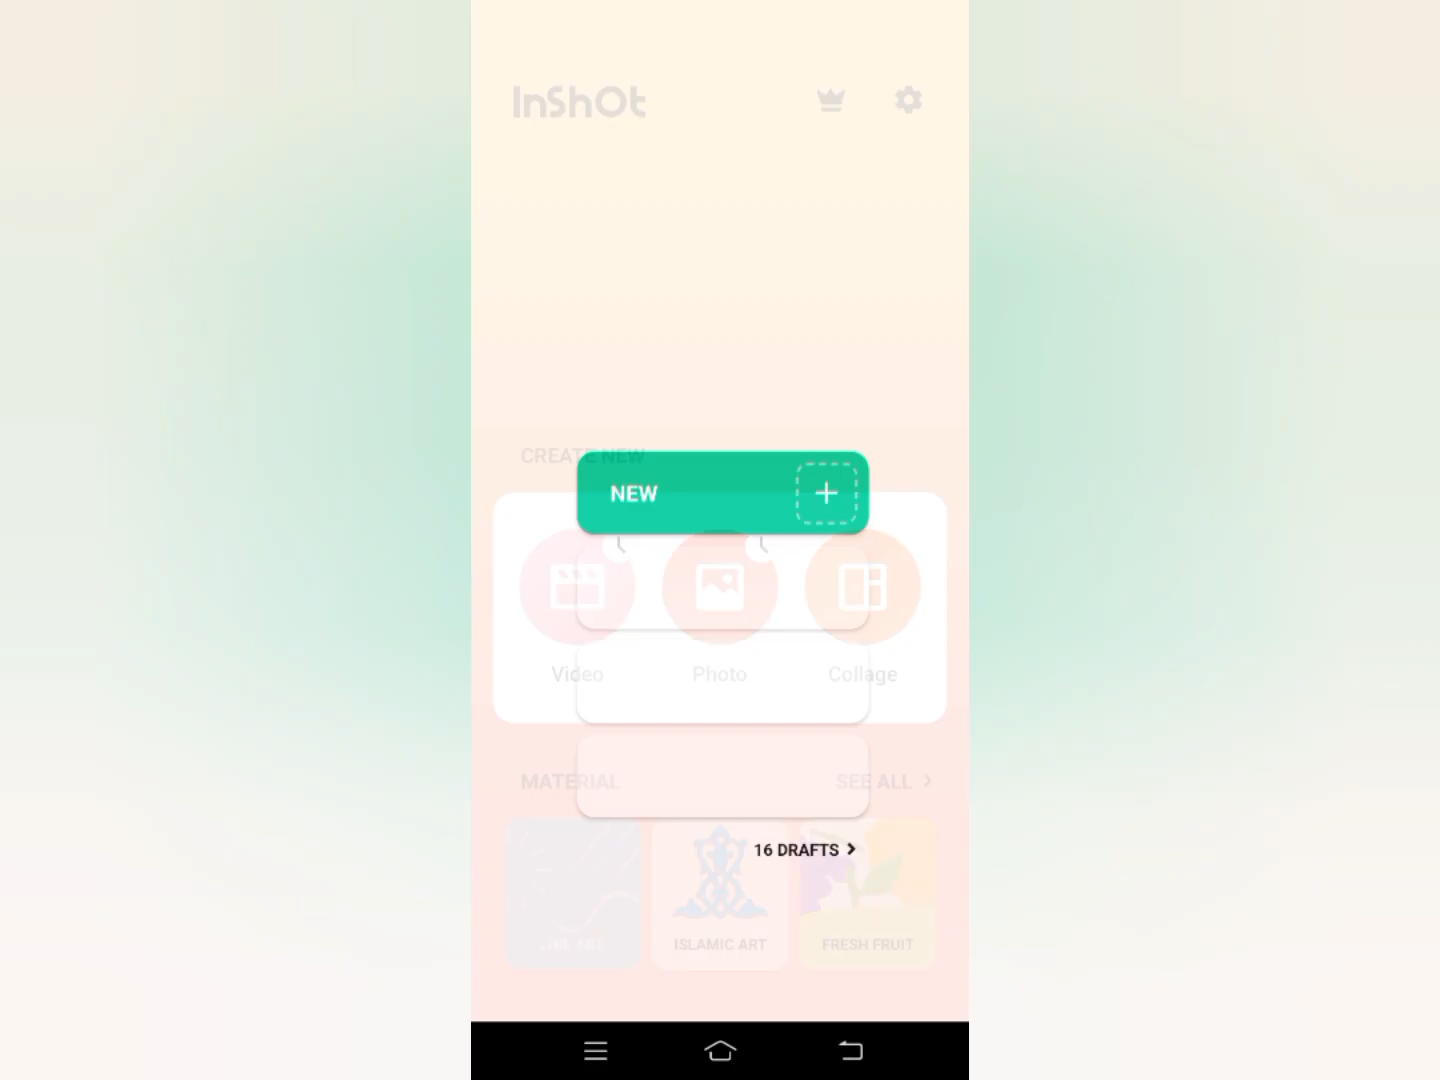 InShOt
CREATE NEW
NEW
Video
Photo
Collage
MATERIAL
SEE ALL
16 DRAFTS
ISLAMIC ART
FRESH FRUIT